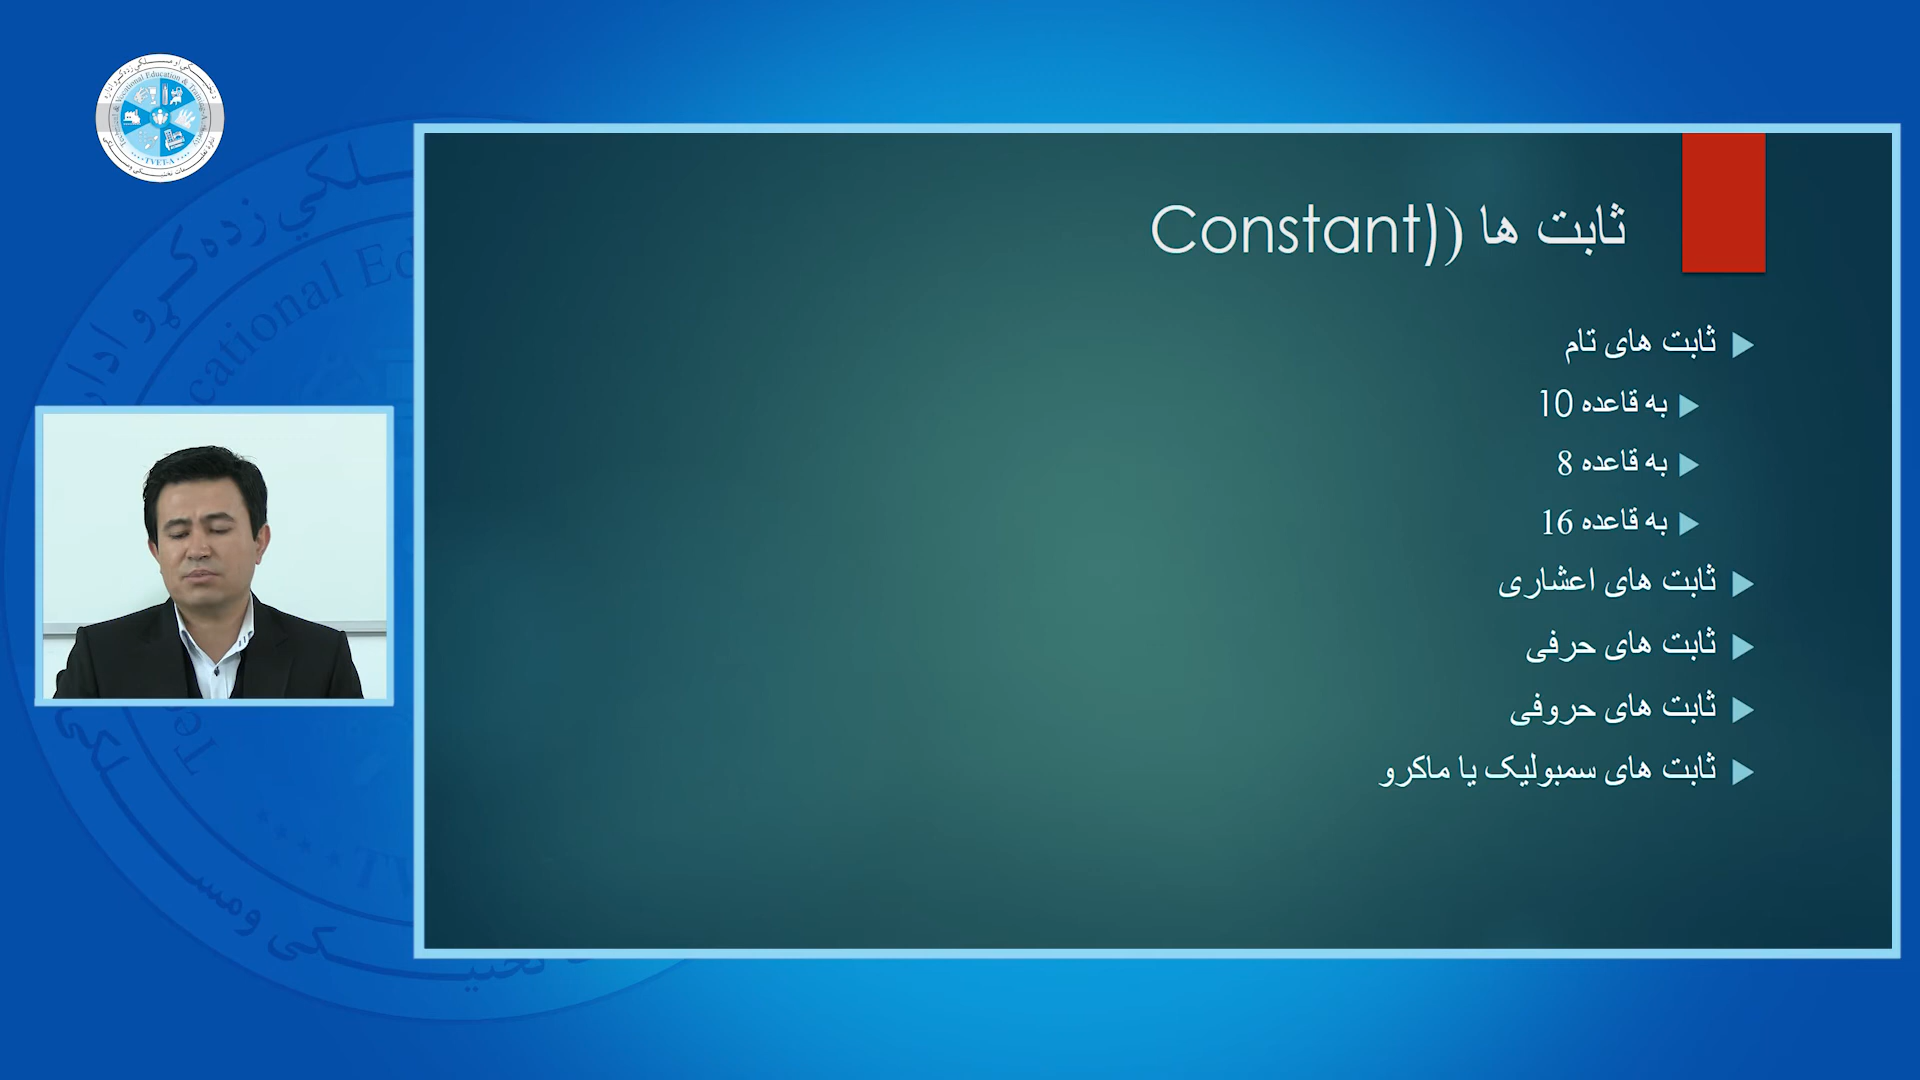 ثابت ها ((Constant
ثابت های تام
به قاعده 10
به قاعده 8
به قاعده 16
ثابت های اعشاری
ثابت های حرفی
ثابت های حروفی
ثابت های سمبولیک یا ماکرو
TVET-A